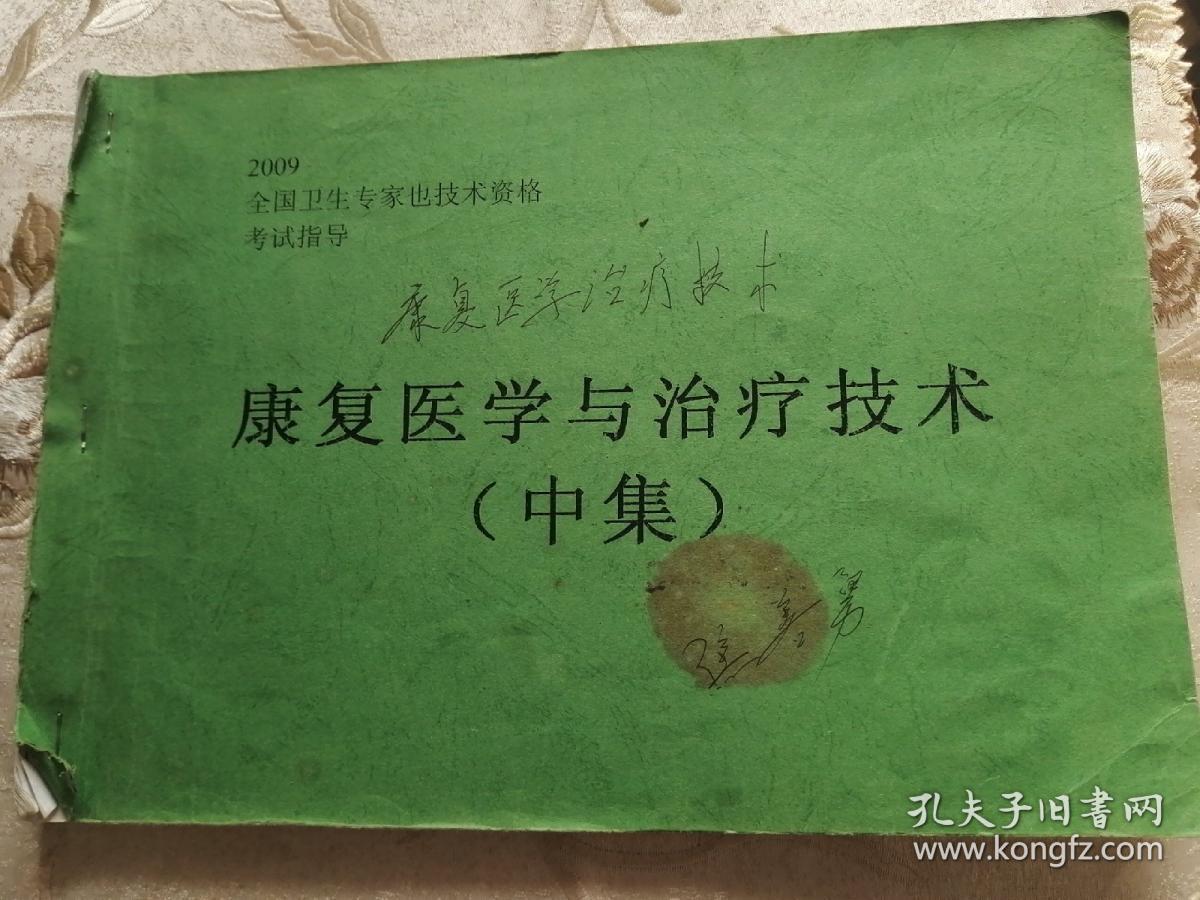 2009
全国卫生专家也技术资格
考试指导
康复医学治疗技术
康复医学与治疗技术
（中集）
孔夫子旧書网
www.kongfz.com